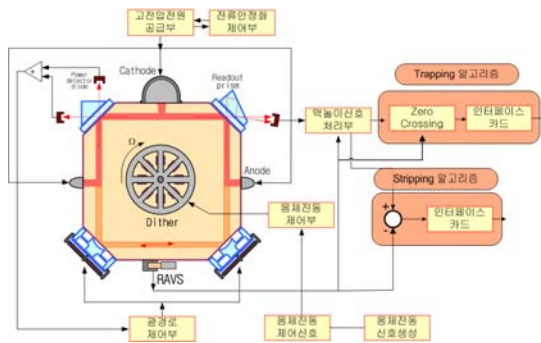 고전압전원
공급부
전류안정화
제어부
Cathode
Power
detector
diode
Readout
prism
Trapping 알고리즘
맥놀이신호
처리부
Zero
Crossing
인터페이스
카드
Ω
Anode
Dither
Stripping 알고리즘
+
-
인터페이스
카드
몸체진동
제어부
RAVS
광경로
제어부
몸체진동
제어신호
몸체진동
신호생성